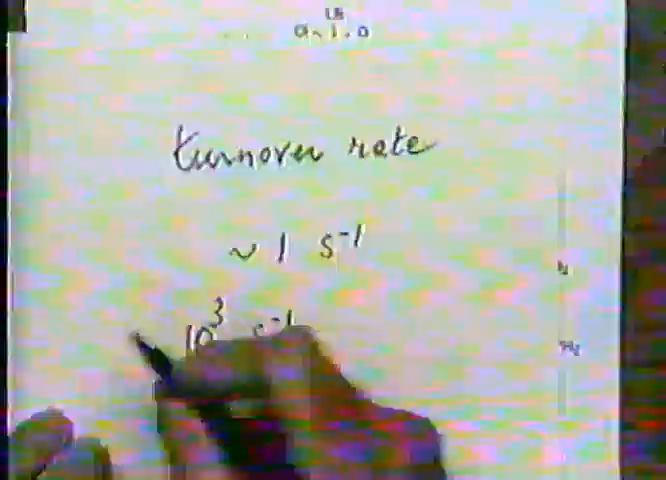 turnover rate
~ 1 s⁻¹
10³ s⁻¹